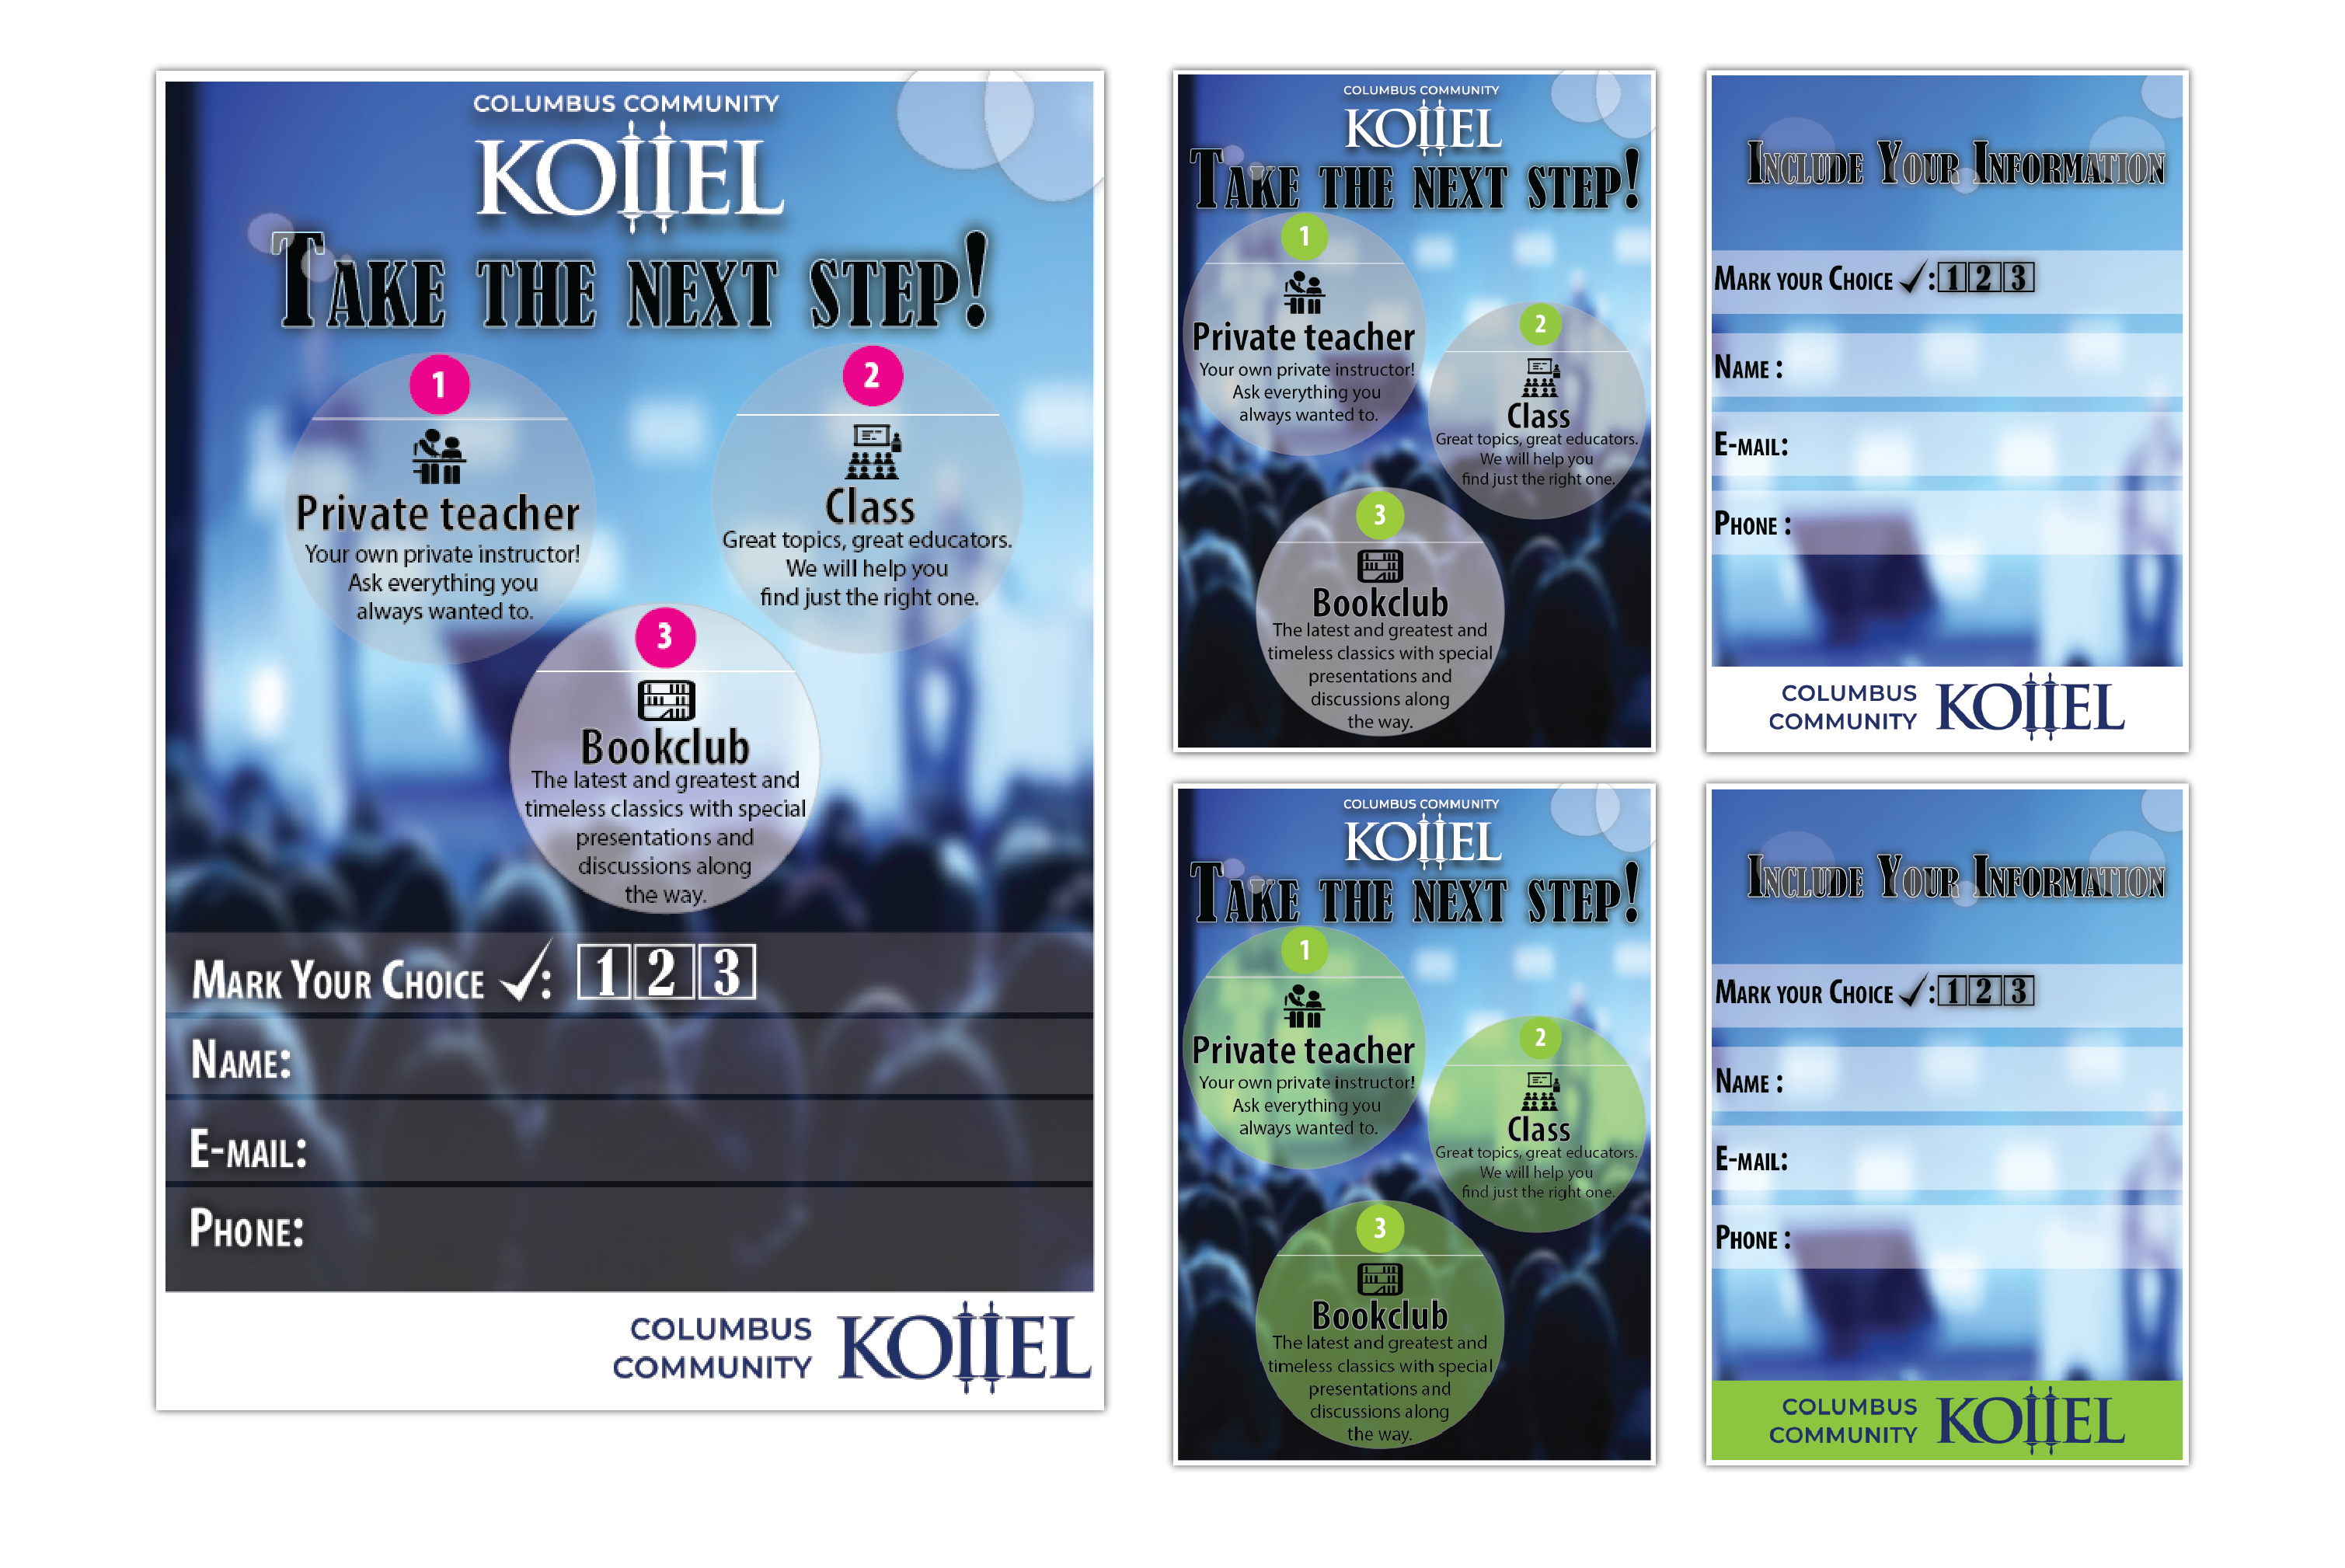 COLUMBUS COMMUNITY
KOLLEL
TAKE THE NEXT STEP!
1
Private teacher
Your own private instructor!
Ask everything you
always wanted to.
2
Class
Great topics, great educators.
We will help you
find just the right one.
3
Bookclub
The latest and greatest and
timeless classics with special
presentations and
discussions along
the way.
MARK YOUR CHOICE ✓: 1 2 3
NAME:
E-MAIL:
PHONE:
COLUMBUS
COMMUNITY
KOLLEL
COLUMBUS COMMUNITY
KOLLEL
TAKE THE NEXT STEP!
1
Private teacher
Your own private instructor!
Ask everything you
always wanted to.
2
Class
Great topics, great educators.
We will help you
find just the right one.
3
Bookclub
The latest and greatest and
timeless classics with special
presentations and
discussions along
the way.
INCLUDE YOUR INFORMATION
MARK YOUR CHOICE ✓: 1 2 3
NAME :
E-MAIL:
PHONE :
COLUMBUS
COMMUNITY
KOLLEL
COLUMBUS COMMUNITY
KOLLEL
TAKE THE NEXT STEP!
1
Private teacher
Your own private instructor!
Ask everything you
always wanted to.
2
Class
Great topics, great educators.
We will help you
find just the right one.
3
Bookclub
The latest and greatest and
timeless classics with special
presentations and
discussions along
the way.
INCLUDE YOUR INFORMATION
MARK YOUR CHOICE ✓: 1 2 3
NAME :
E-MAIL:
PHONE :
COLUMBUS
COMMUNITY
KOLLEL